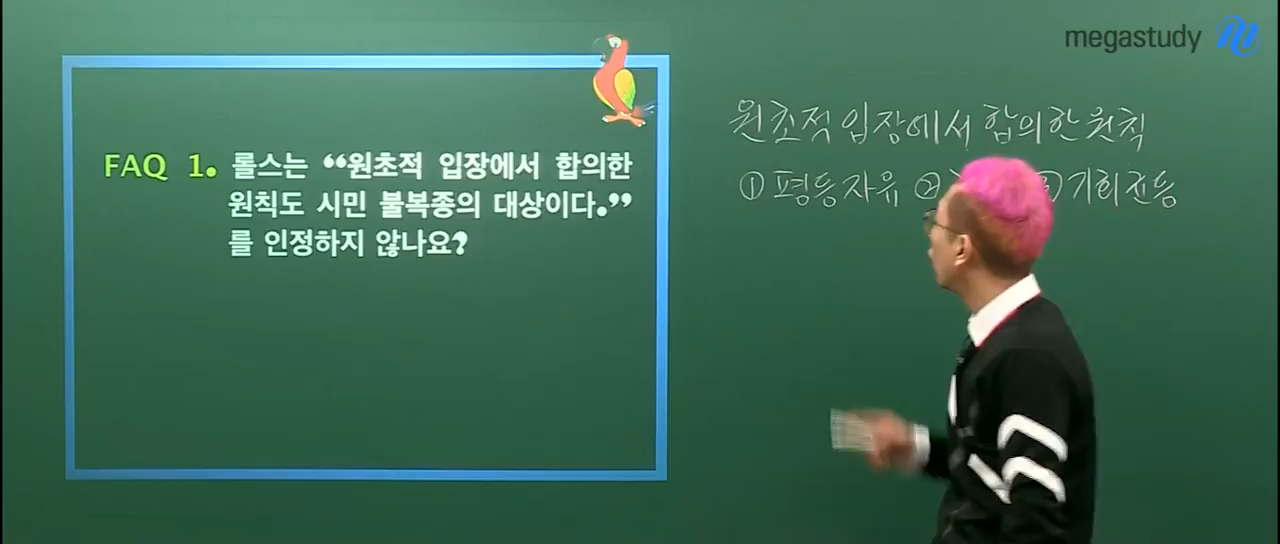 megastudy
FAQ 1. 롤스는 “원초적 입장에서 합의한
원칙도 시민 불복종의 대상이다.”
를 인정하지 않나요?
원초적 입장에서 합의한 원칙
① 평등자유 ② ③ 기회균등